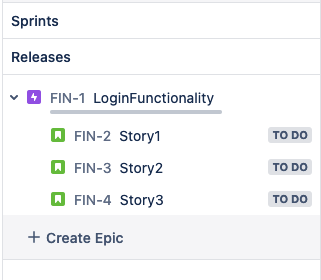 Sprints
Releases
FIN-1 LoginFunctionality
FIN-2 Story1 TO DO
FIN-3 Story2 TO DO
FIN-4 Story3 TO DO
+ Create Epic